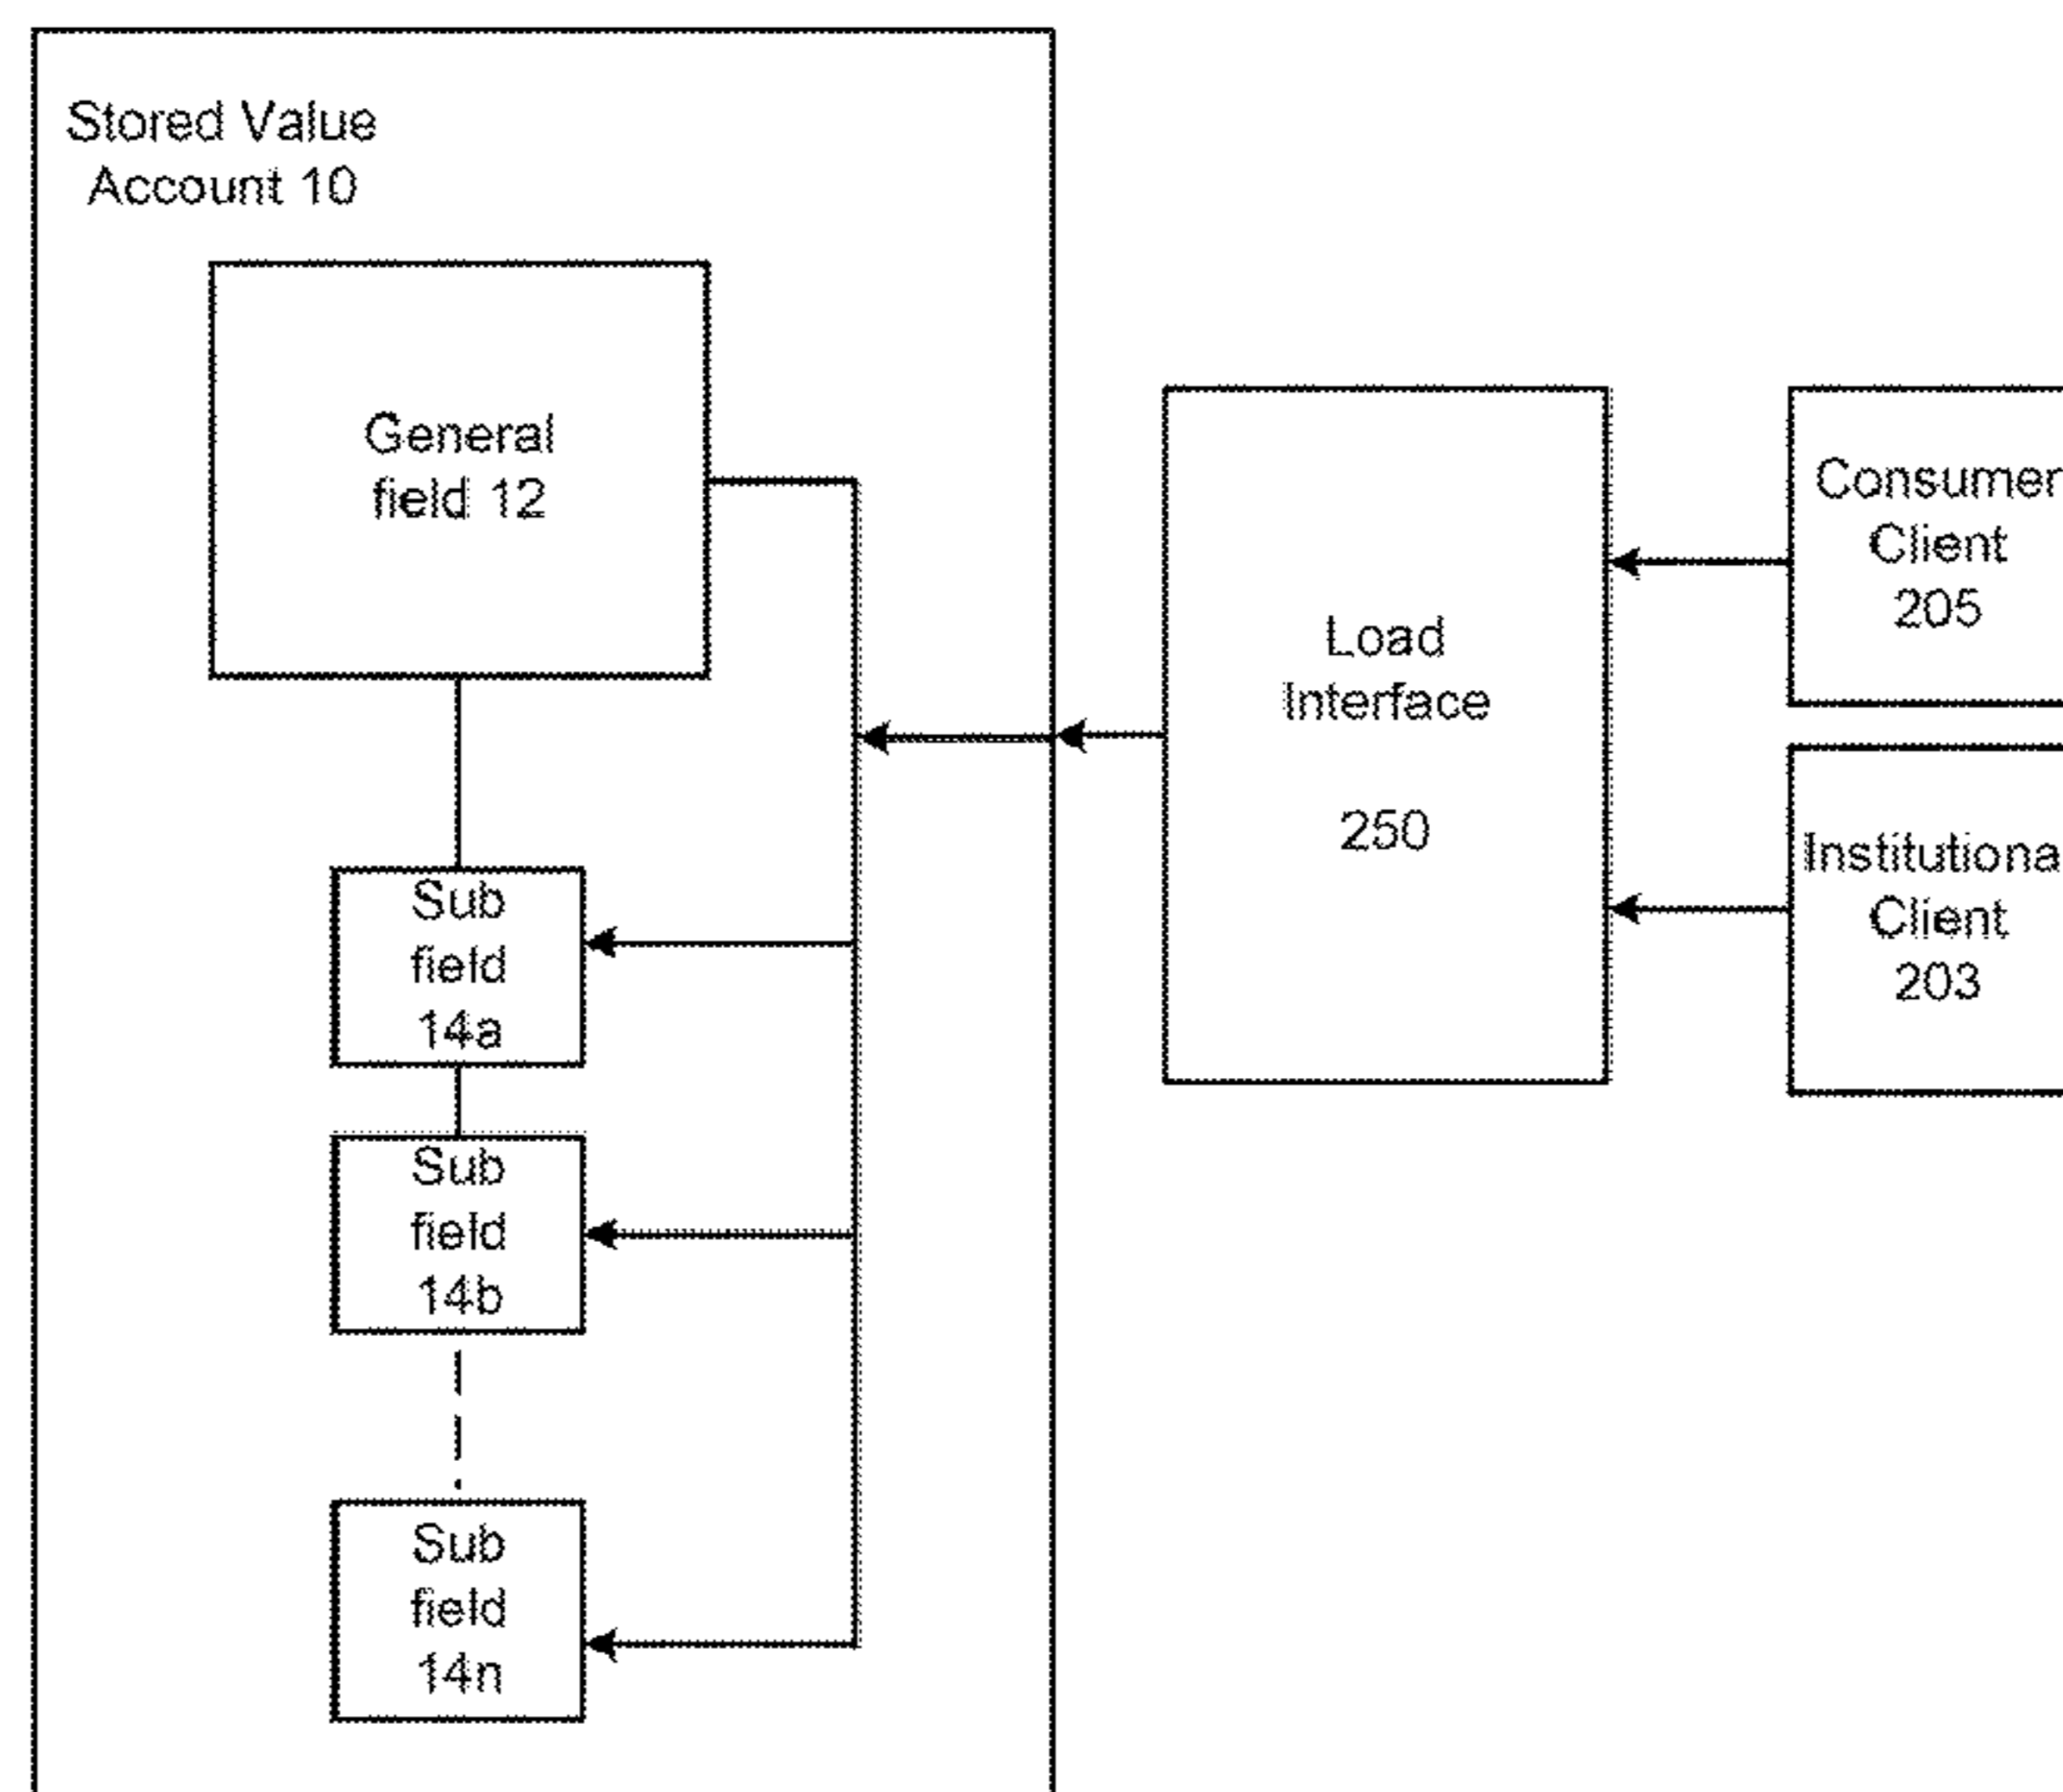 Stored Value
Account 10
General
field 12
Sub
field
14a
Sub
field
14b
Sub
field
14n
Load
Interface
250
Consumer
Client
205
Institutiona
Client
203